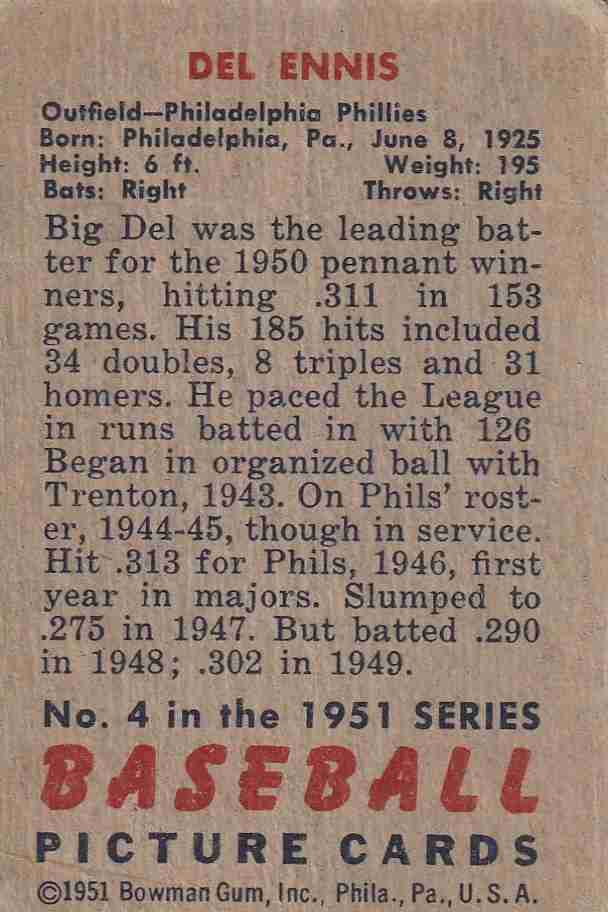 DEL ENNIS
Outfield—Philadelphia Phillies
Born: Philadelphia, Pa., June 8, 1925
Height: 6 ft. Weight: 195
Bats: Right Throws: Right
Big Del was the leading bat-
ter for the 1950 pennant win-
ners, hitting .311 in 153
games. His 185 hits included
34 doubles, 8 triples and 31
homers. He paced the League
in runs batted in with 126
Began in organized ball with
Trenton, 1943. On Phils' rost-
er, 1944-45, though in service.
Hit .313 for Phils, 1946, first
year in majors. Slumped to
.275 in 1947. But batted .290
in 1948; .302 in 1949.
No. 4 in the 1951 SERIES
BASEBALL
PICTURE CARDS
©1951 Bowman Gum, Inc., Phila., Pa., U.S.A.